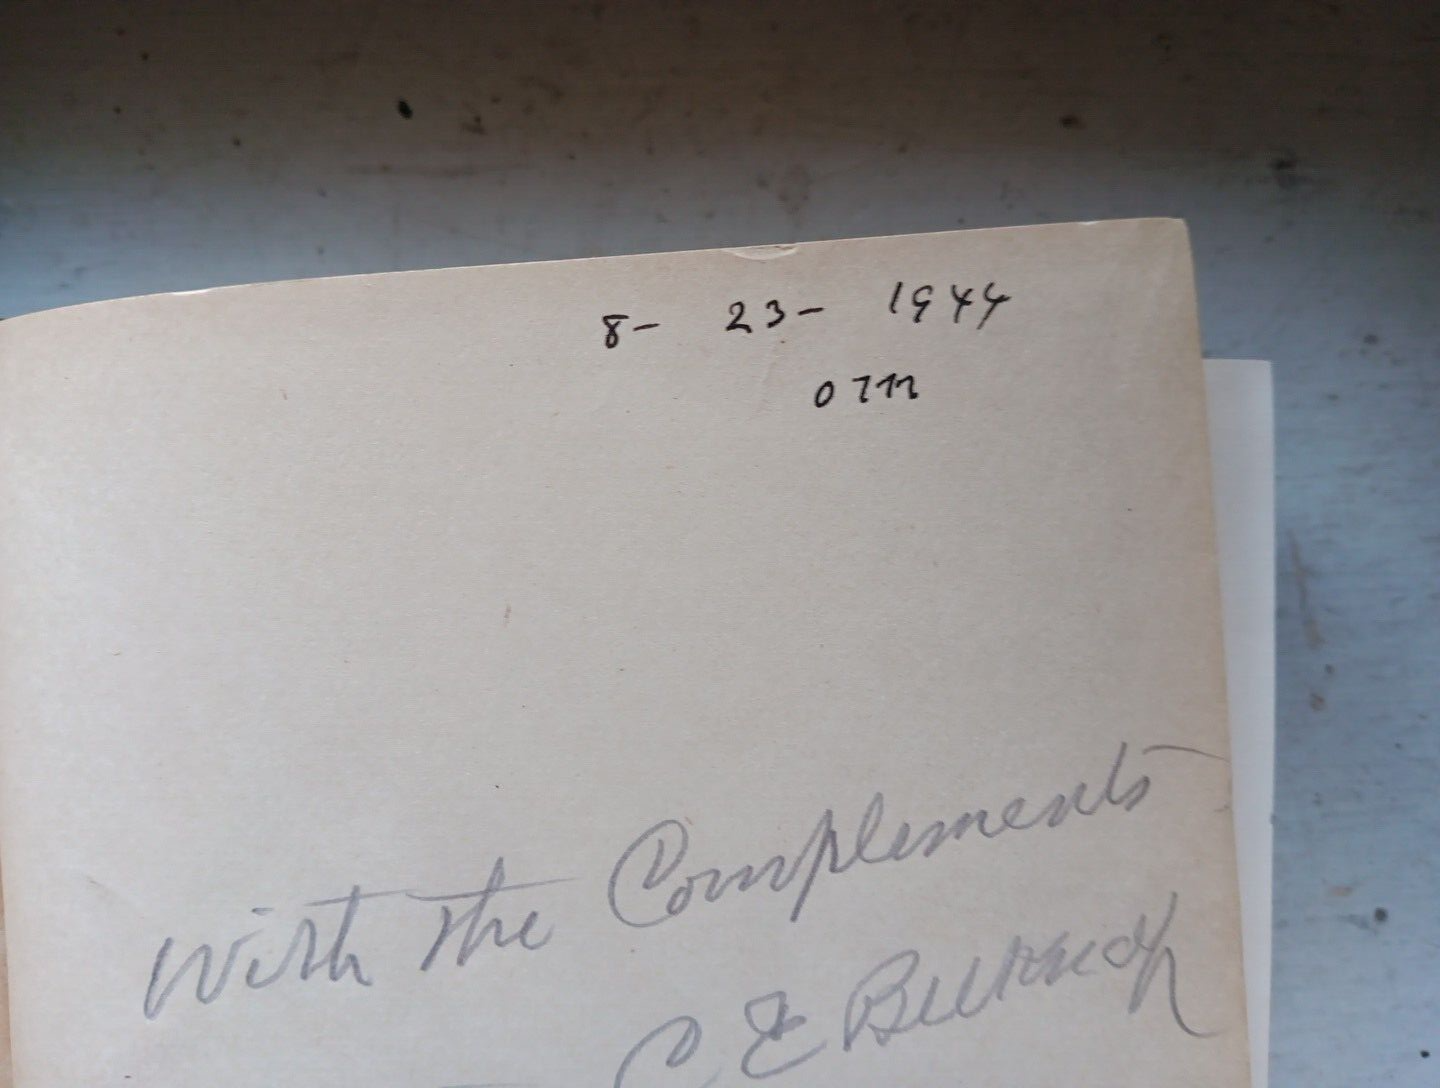 8- 23- 1944
With the Complements
C E